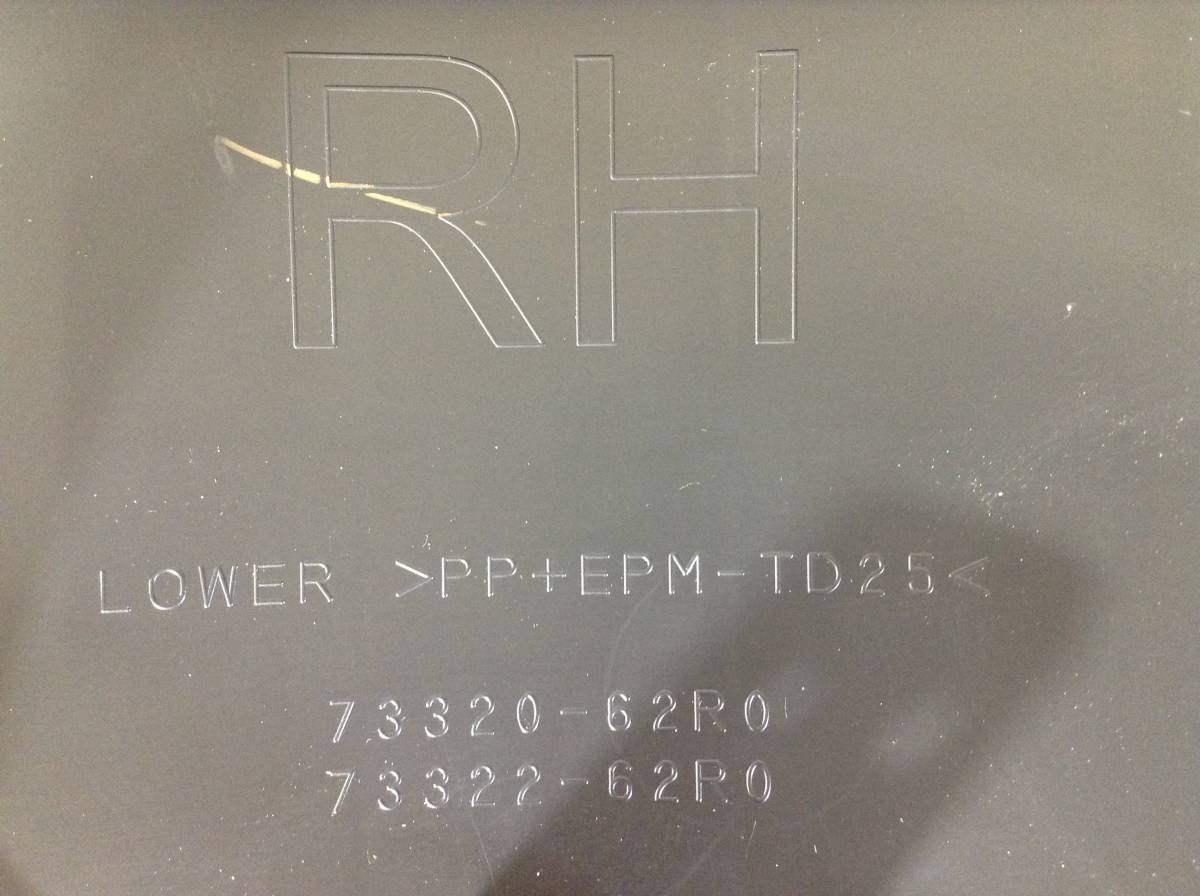 RH
LOWER >PP+EPM-TD25<
73320-62R0
73322-62R0